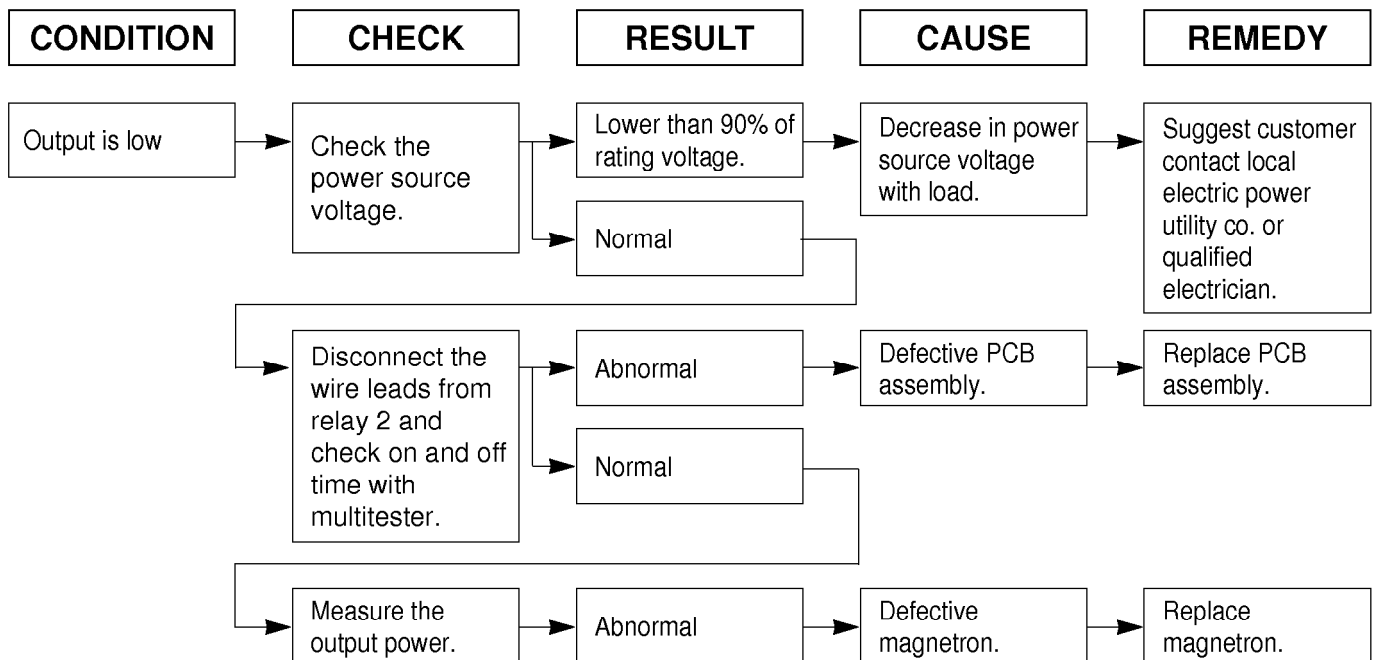 CONDITION
CHECK
RESULT
CAUSE
REMEDY
Output is low
Check the
power source
voltage.
Lower than 90% of
rating voltage.
Decrease in power
source voltage
with load.
Suggest customer
contact local
electric power
utility co. or
qualified
electrician.
Normal
Disconnect the
wire leads from
relay 2 and
check on and off
time with
multitester.
Abnormal
Defective PCB
assembly.
Replace PCB
assembly.
Normal
Measure the
output power.
Abnormal
Defective
magnetron.
Replace
magnetron.